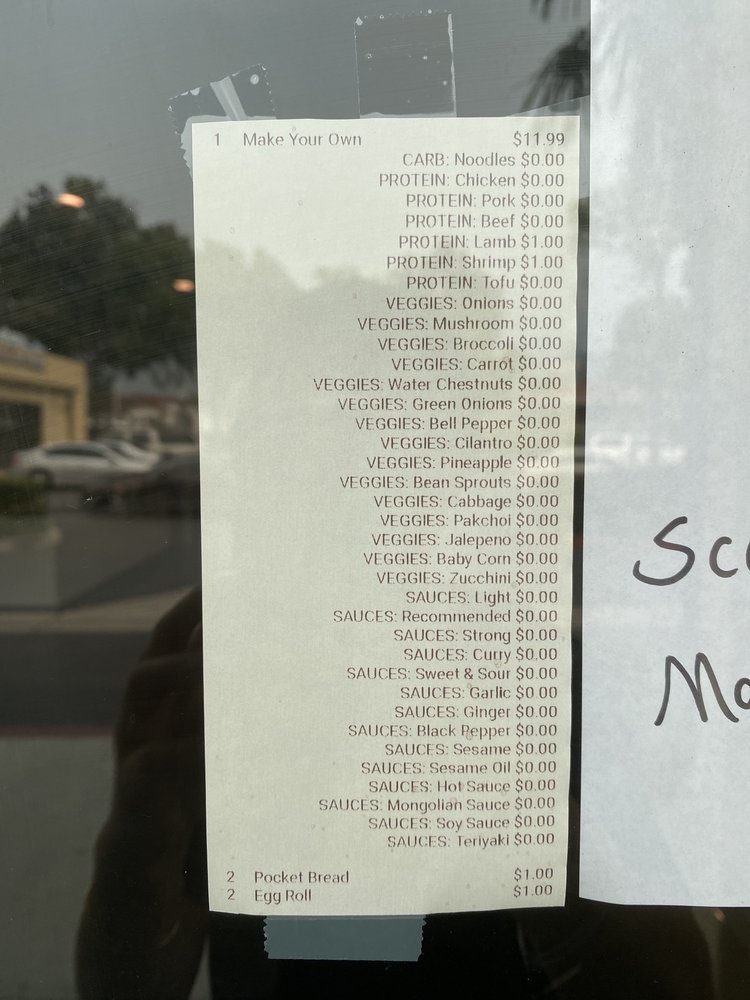 1 Make Your Own $11.99
CARB: Noodles $0.00
PROTEIN: Chicken $0.00
PROTEIN: Pork $0.00
PROTEIN: Beef $0.00
PROTEIN: Lamb $1.00
PROTEIN: Shrimp $1.00
PROTEIN: Tofu $0.00
VEGGIES: Onions $0.00
VEGGIES: Mushroom $0.00
VEGGIES: Broccoli $0.00
VEGGIES: Carrot $0.00
VEGGIES: Water Chestnuts $0.00
VEGGIES: Green Onions $0.00
VEGGIES: Bell Pepper $0.00
VEGGIES: Cilantro $0.00
VEGGIES: Pineapple $0.00
VEGGIES: Bean Sprouts $0.00
VEGGIES: Cabbage $0.00
VEGGIES: Pakchoi $0.00
VEGGIES: Jalepeno $0.00
VEGGIES: Baby Corn $0.00
VEGGIES: Zucchini $0.00
SAUCES: Light $0.00
SAUCES: Recommended $0.00
SAUCES: Strong $0.00
SAUCES: Curry $0.00
SAUCES: Sweet & Sour $0.00
SAUCES: Garlic $0.00
SAUCES: Ginger $0.00
SAUCES: Black Pepper $0.00
SAUCES: Sesame $0.00
SAUCES: Sesame Oil $0.00
SAUCES: Hot Sauce $0.00
SAUCES: Mongolian Sauce $0.00
SAUCES: Soy Sauce $0.00
SAUCES: Teriyaki $0.00
2 Pocket Bread $1.00
2 Egg Roll $1.00